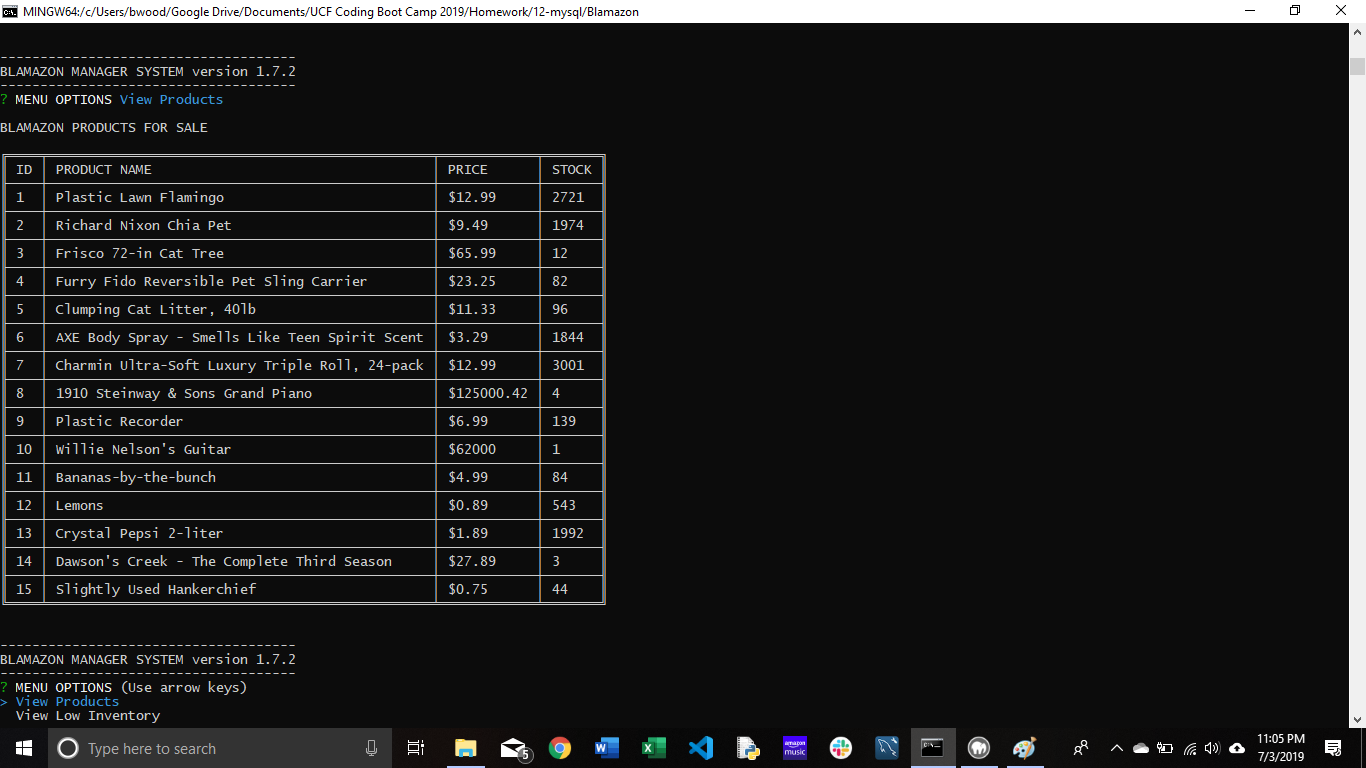 MINGW64:/c/Users/bwood/Google Drive/Documents/UCF Coding Boot Camp 2019/Homework/12-mysql/Blamazon
-------------------------------------
BLAMAZON MANAGER SYSTEM version 1.7.2
-------------------------------------
? MENU OPTIONS View Products
BLAMAZON PRODUCTS FOR SALE
ID PRODUCT NAME PRICE STOCK
1 Plastic Lawn Flamingo $12.99 2721
2 Richard Nixon Chia Pet $9.49 1974
3 Frisco 72-in Cat Tree $65.99 12
4 Furry Fido Reversible Pet Sling Carrier $23.25 82
5 Clumping Cat Litter, 40lb $11.33 96
6 AXE Body Spray - Smells Like Teen Spirit Scent $3.29 1844
7 Charmin Ultra-Soft Luxury Triple Roll, 24-pack $12.99 3001
8 1910 Steinway & Sons Grand Piano $125000.42 4
9 Plastic Recorder $6.99 139
10 Willie Nelson's Guitar $62000 1
11 Bananas-by-the-bunch $4.99 84
12 Lemons $0.89 543
13 Crystal Pepsi 2-liter $1.89 1992
14 Dawson's Creek - The Complete Third Season $27.89 3
15 Slightly Used Hankerchief $0.75 44
-------------------------------------
BLAMAZON MANAGER SYSTEM version 1.7.2
-------------------------------------
? MENU OPTIONS (Use arrow keys)
> View Products
View Low Inventory
Type here to search
5
amazon music
11:05 PM
7/3/2019